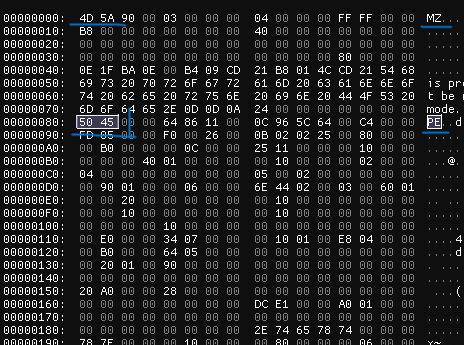 00000000: 4D 5A 90 00 03 00 00 00 04 00 00 00 FF FF 00 00 MZ...
00000010: B8 00 00 00 00 00 00 00 40 00 00 00 00 00 00 00 .....
00000020: 00 00 00 00 00 00 00 00 00 00 00 00 00 00 00 00 .....
00000030: 00 00 00 00 00 00 00 00 00 00 00 00 80 00 00 00 .....
00000040: 0E 1F BA 0E 00 B4 09 CD 21 B8 01 4C CD 21 54 68 .....
00000050: 69 73 20 70 72 6F 67 72 61 6D 20 63 61 6E 6E 6F is pr
00000060: 74 20 62 65 20 72 75 6E 20 69 6E 20 44 4F 53 20 t be
00000070: 6D 6F 64 65 2E 0D 0D 0A 24 00 00 00 00 00 00 00 mode.
00000080: 50 45 00 00 64 86 11 00 0C 96 5C 64 00 C4 00 00 PE..d
00000090: FD 05 00 00 F0 00 26 00 0B 02 02 25 00 80 00 00 .....
000000A0: 00 B0 00 00 00 0C 00 00 25 11 00 00 00 10 00 00 .....
000000B0: 00 00 00 40 01 00 00 00 00 10 00 00 00 02 00 00 ...@.
000000C0: 04 00 00 00 00 00 00 00 05 00 02 00 00 00 00 00 .....
000000D0: 00 90 01 00 00 06 00 00 6E 44 02 00 03 00 60 01 .....
000000E0: 00 00 20 00 00 00 00 00 00 10 00 00 00 00 00 00 .....
000000F0: 00 00 10 00 00 00 00 00 00 10 00 00 00 00 00 00 .....
00000100: 00 00 00 00 10 00 00 00 00 00 00 00 00 00 00 00 .....
00000110: 00 E0 00 00 34 07 00 00 00 10 01 00 E8 04 00 00 ....4
00000120: 00 B0 00 00 64 05 00 00 00 00 00 00 00 00 00 00 ....d
00000130: 00 20 01 00 90 00 00 00 00 00 00 00 00 00 00 00 .....
00000140: 00 00 00 00 00 00 00 00 00 00 00 00 00 00 00 00 .....
00000150: 20 A0 00 00 28 00 00 00 00 00 00 00 00 00 00 00 ....(
00000160: 00 00 00 00 00 00 00 00 DC E1 00 00 A0 01 00 00 .....
00000170: 00 00 00 00 00 00 00 00 00 00 00 00 00 00 00 00 .....
00000180: 00 00 00 00 00 00 00 00 2E 74 65 78 74 00 00 00 .....
00000190: 78 7E 00 00 00 10 00 00 00 80 00 00 00 06 00 00 x~...